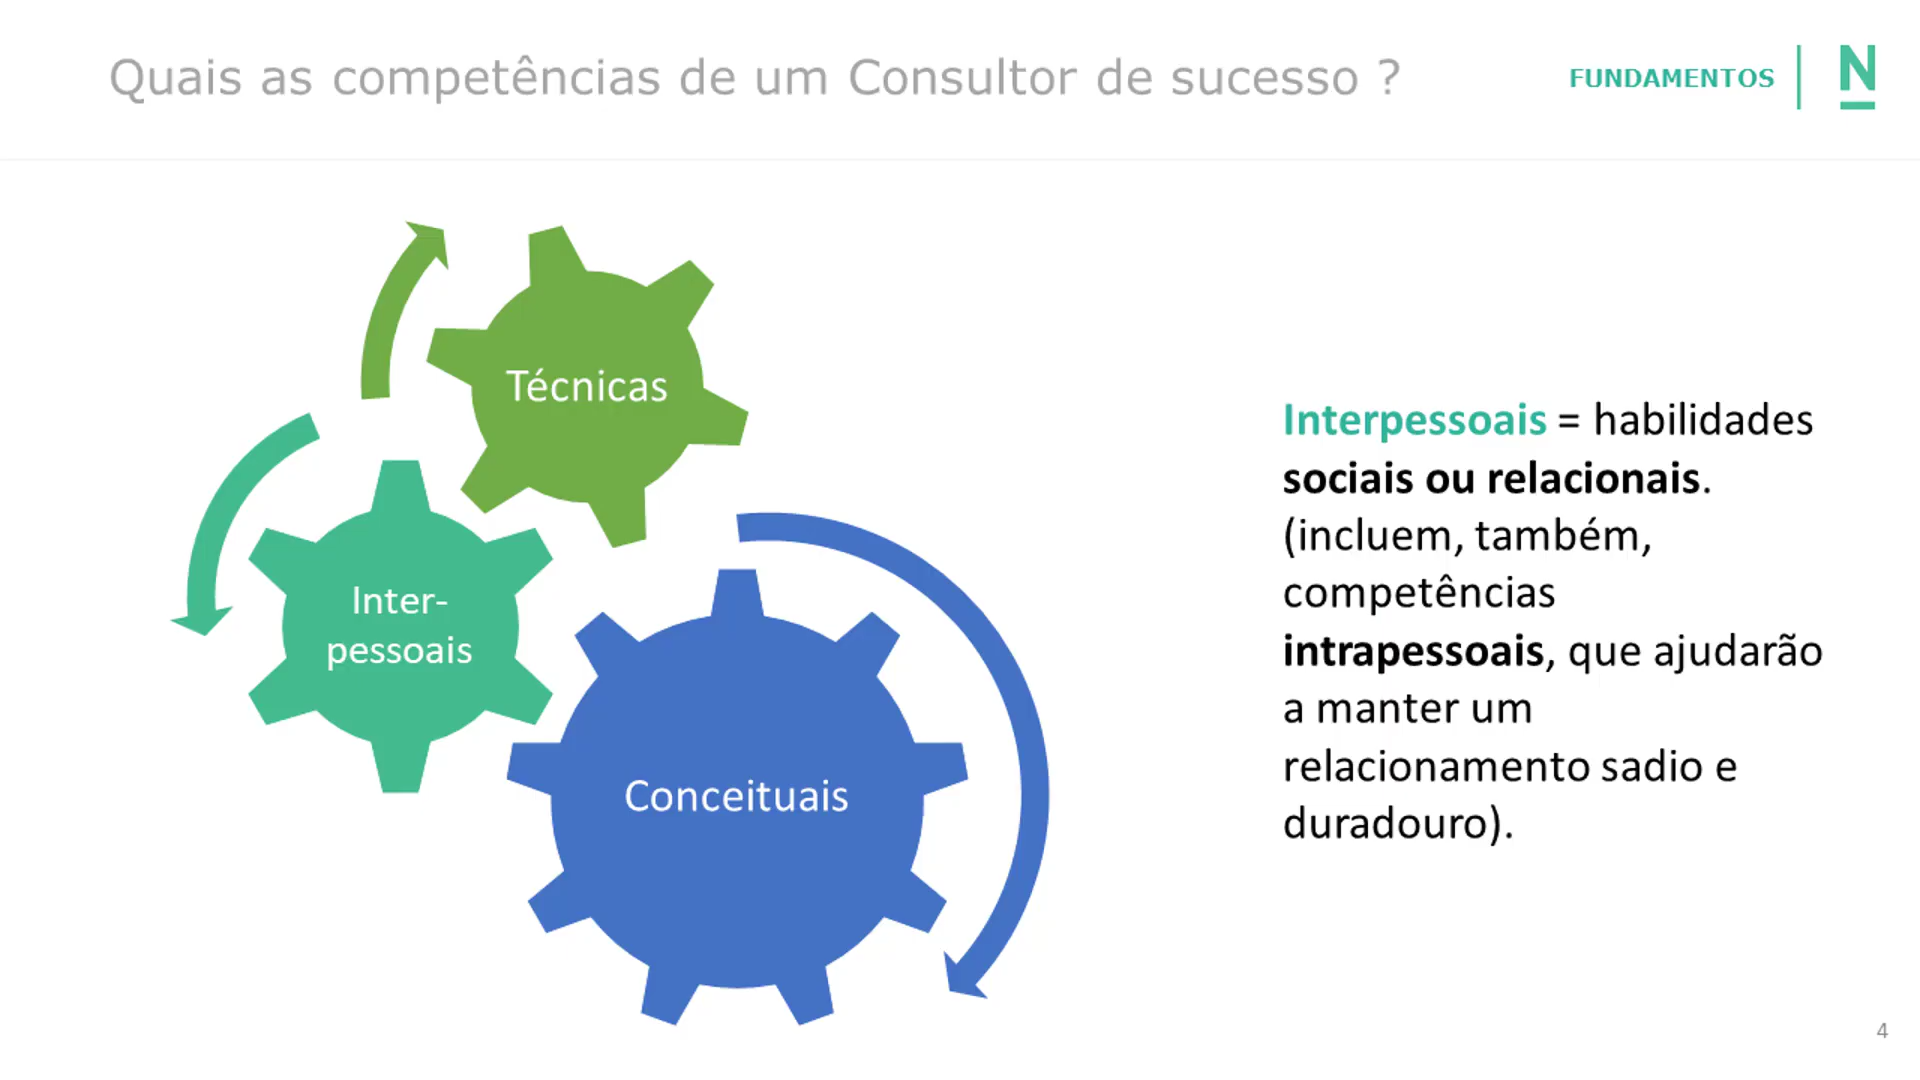 Quais as competências de um Consultor de sucesso ?
FUNDAMENTOS
N
Técnicas
Inter-
pessoais
Conceituais
Interpessoais = habilidades
sociais ou relacionais.
(incluem, também,
competências
intrapessoais, que ajudarão
a manter um
relacionamento sadio e
duradouro).
4